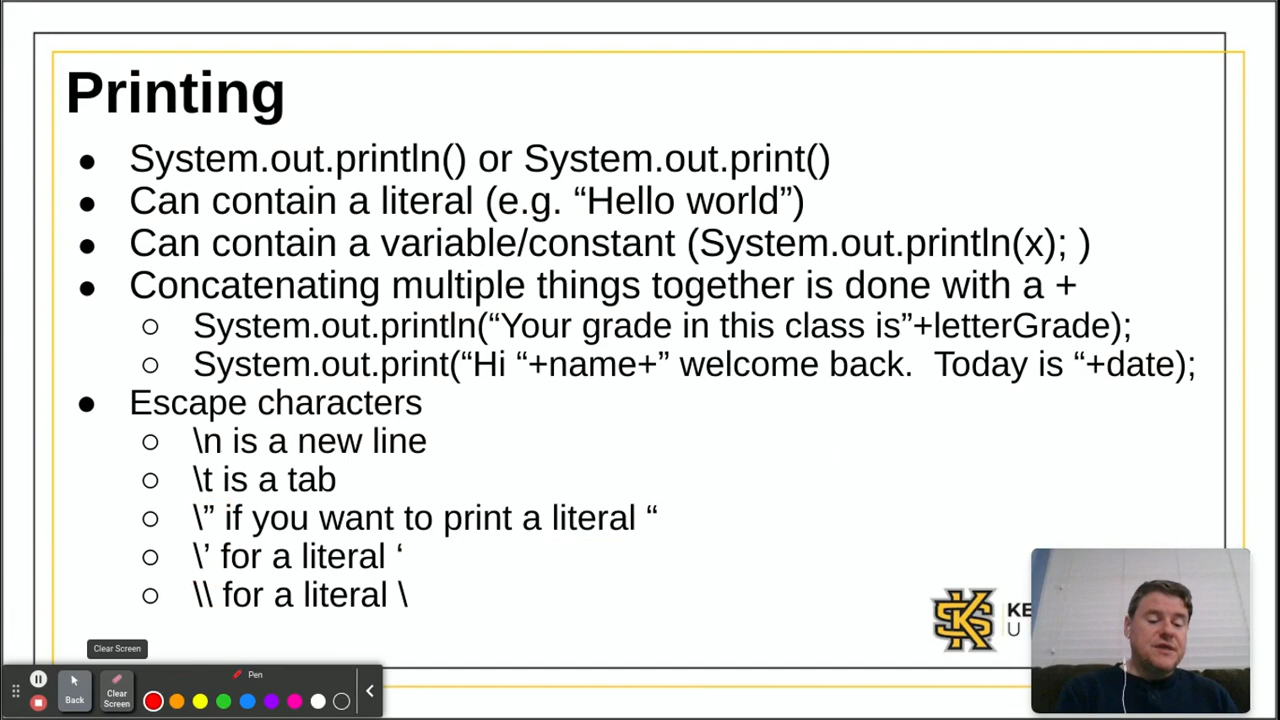 Printing
● System.out.println() or System.out.print()
● Can contain a literal (e.g. “Hello world”)
● Can contain a variable/constant (System.out.println(x); )
● Concatenating multiple things together is done with a +
○ System.out.println(“Your grade in this class is”+letterGrade);
○ System.out.print(“Hi “+name+” welcome back.  Today is “+date);
● Escape characters
○ \n is a new line
○ \t is a tab
○ \” if you want to print a literal “
○ \’ for a literal ‘
○ \\ for a literal \
KS
KE
U
Clear Screen
Pen
Back
Clear
Screen